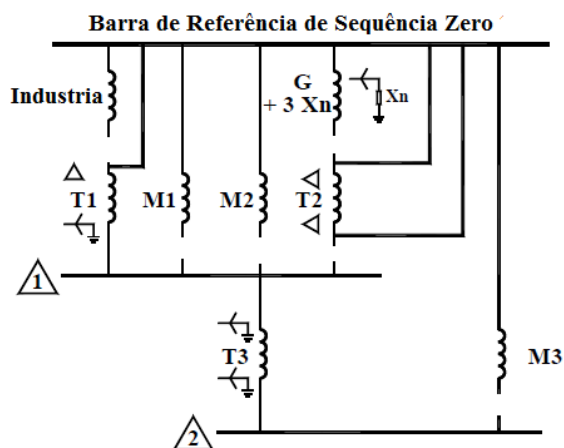 Barra de Referência de Sequência Zero
Industria
G
+ 3 Xn
Xn
T1
M1
M2
T2
1
T3
M3
2